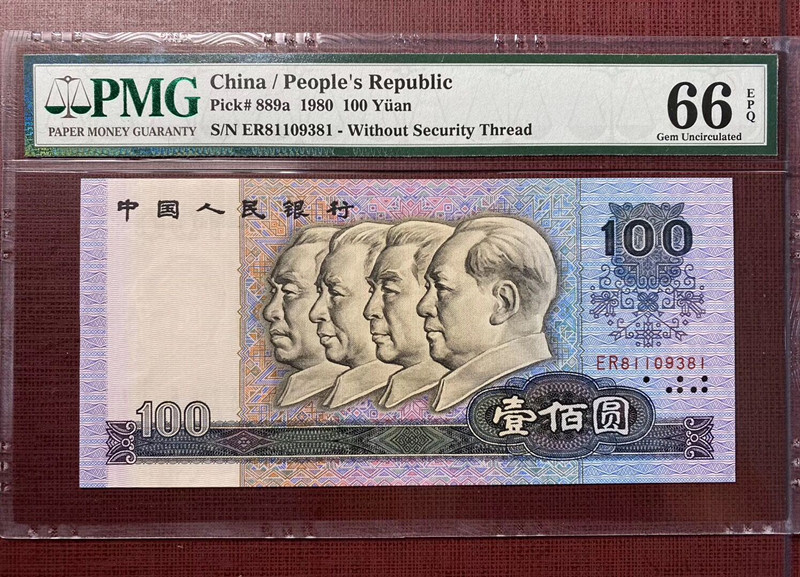 PMG
PAPER MONEY GUARANTY
China / People's Republic
Pick# 889a 1980 100 Yüan
S/N ER81109381 - Without Security Thread
66
EPQ
Gem Uncirculated
中国人民银行
100
ER81109381
100
壹佰圆